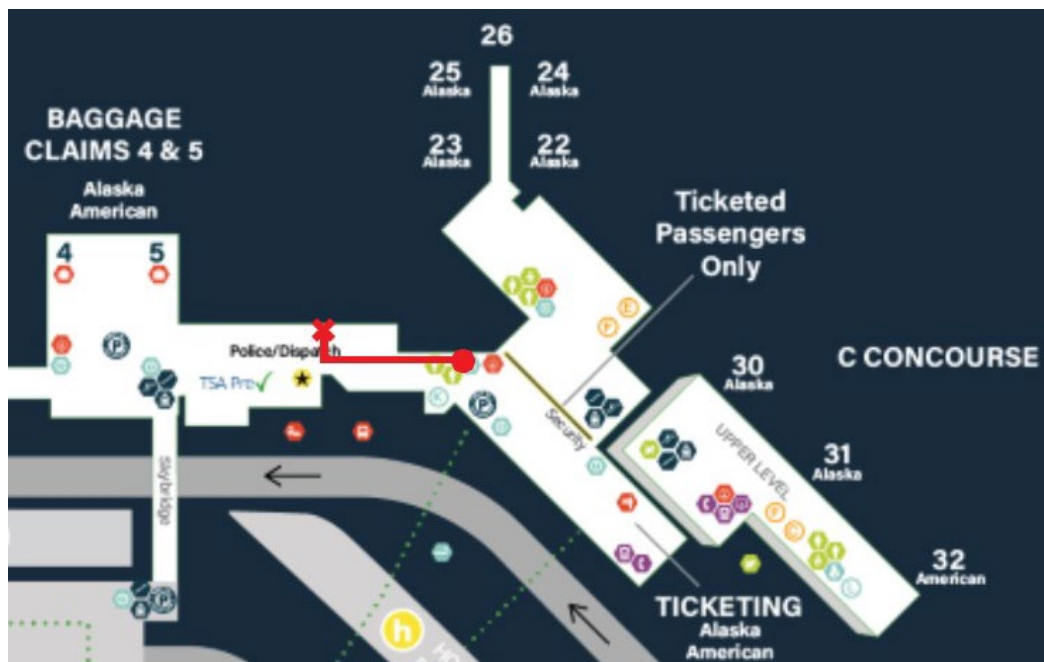 26
25
Alaska
24
Alaska
23
Alaska
22
Alaska
BAGGAGE
CLAIMS 4 & 5
Alaska
American
4
5
Ticketed
Passengers
Only
Police/Dispatch
TSA Pre✓
C CONCOURSE
30
Alaska
Security
UPPER LEVEL
31
Alaska
Skybridge
32
American
TICKETING
Alaska
American
P
P
P
E
F
K
F
C
L
h